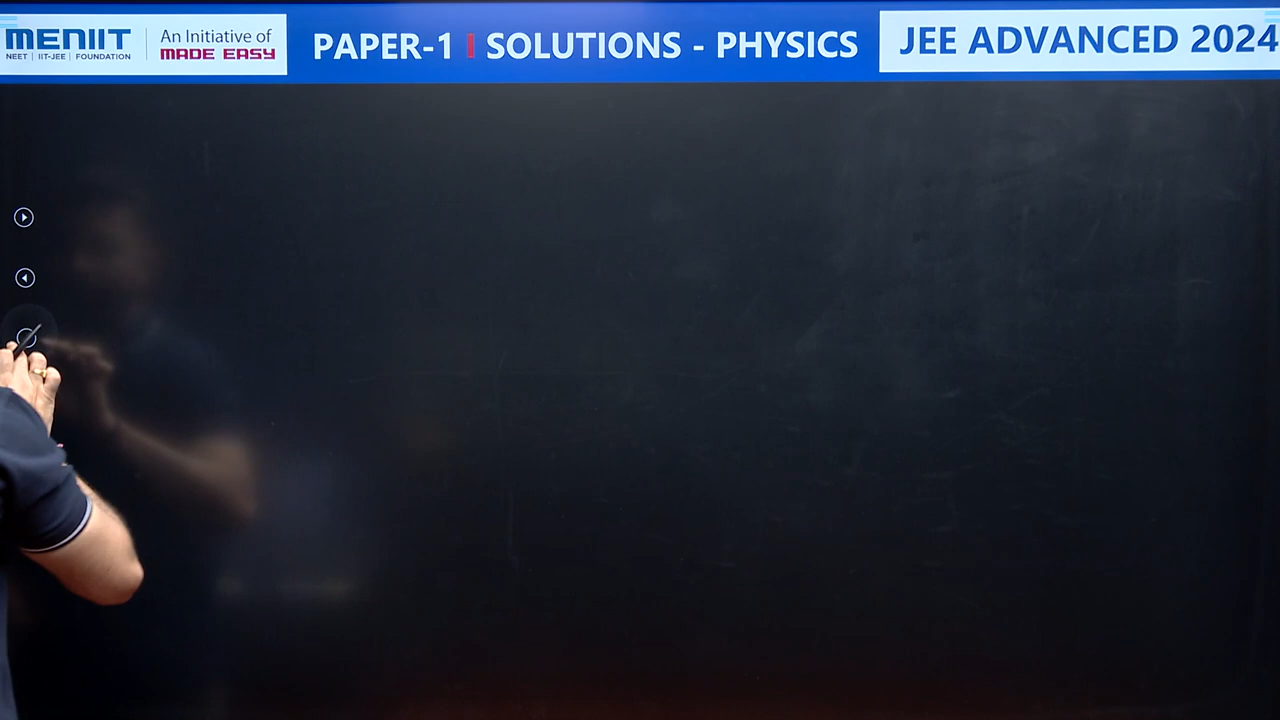 MENIIT
NEET | IIT-JEE | FOUNDATION
An Initiative of
MADE EASY
PAPER-1 | SOLUTIONS - PHYSICS
JEE ADVANCED 2024